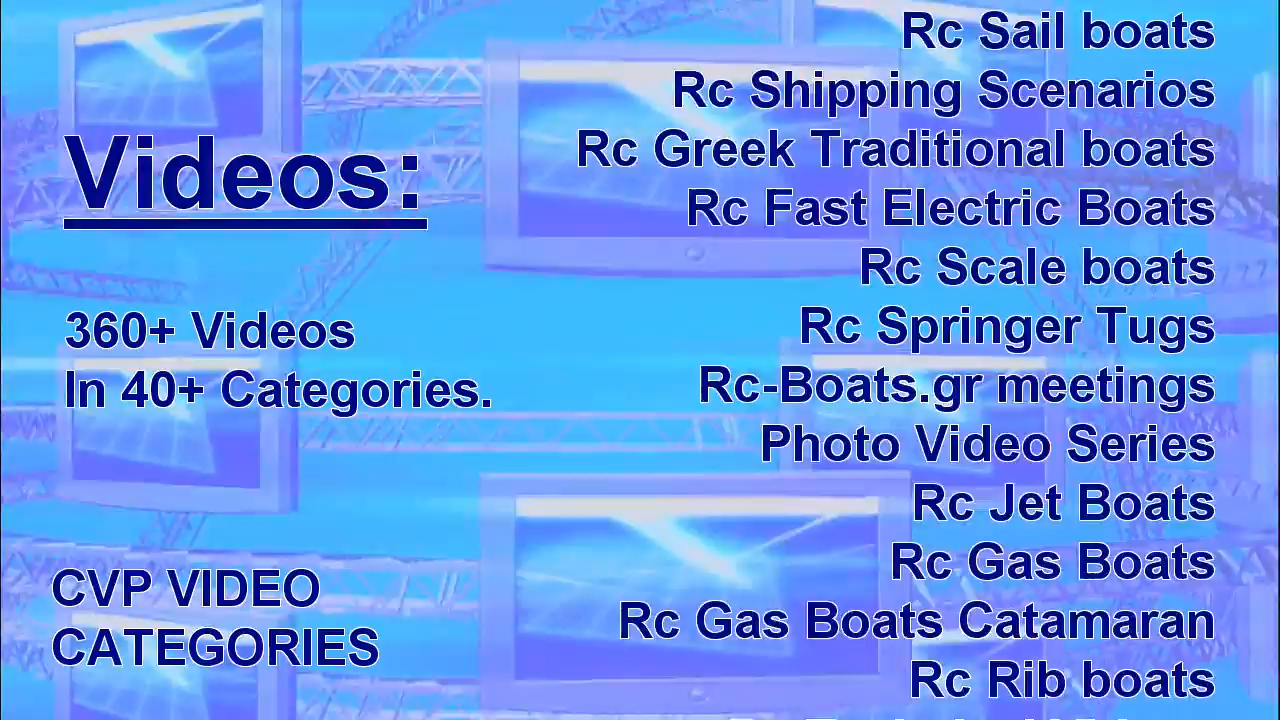 Videos:
360+ Videos
In 40+ Categories.
CVP VIDEO
CATEGORIES
Rc Sail boats
Rc Shipping Scenarios
Rc Greek Traditional boats
Rc Fast Electric Boats
Rc Scale boats
Rc Springer Tugs
Rc-Boats.gr meetings
Photo Video Series
Rc Jet Boats
Rc Gas Boats
Rc Gas Boats Catamaran
Rc Rib boats